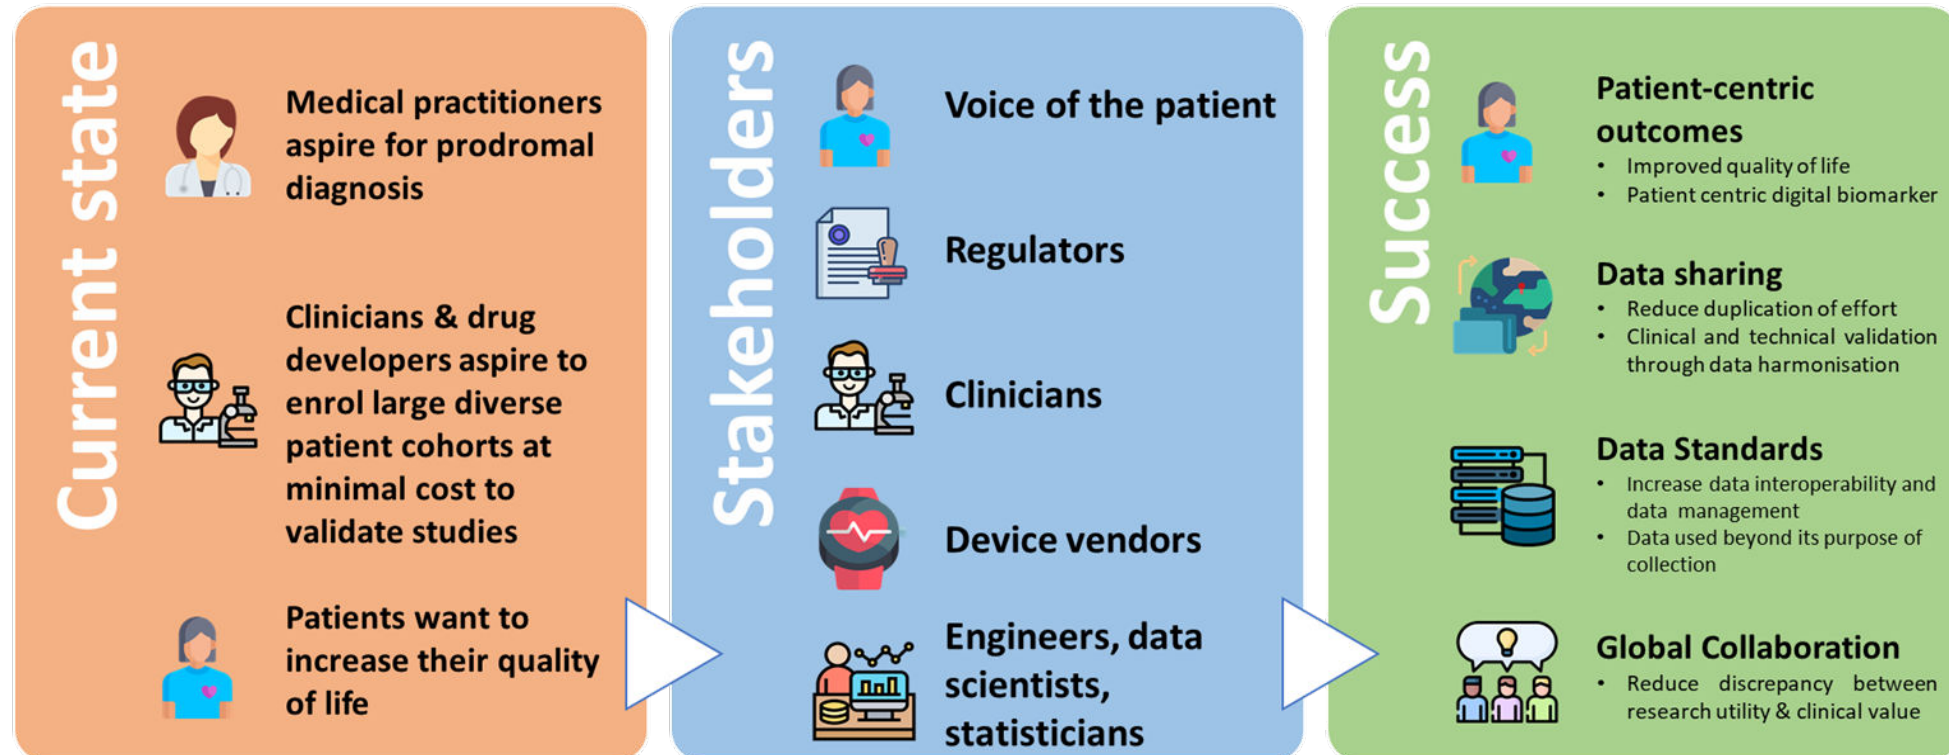 Current state
Medical practitioners
aspire for prodromal
diagnosis
Clinicians & drug
developers aspire to
enrol large diverse
patient cohorts at
minimal cost to
validate studies
Patients want to
increase their quality
of life
Stakeholders
Voice of the patient
Regulators
Clinicians
Device vendors
Engineers, data
scientists,
statisticians
Success
Patient-centric
outcomes
• Improved quality of life
• Patient centric digital biomarker
Data sharing
• Reduce duplication of effort
• Clinical and technical validation
through data harmonisation
Data Standards
• Increase data interoperability and
data management
• Data used beyond its purpose of
collection
Global Collaboration
• Reduce discrepancy between
research utility & clinical value